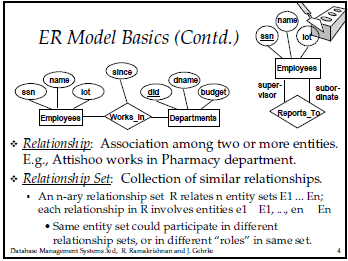 ER Model Basics (Contd.)
name
ssn
lot
Employees
super-
visor
subor-
dinate
Reports_To
since
name
dname
ssn
lot
did
budget
Employees
Works_In
Departments
❖ Relationship: Association among two or more entities.
E.g., Attishoo works in Pharmacy department.
❖ Relationship Set: Collection of similar relationships.
▪ An n-ary relationship set R relates n entity sets E1 ... En;
each relationship in R involves entities e1 E1, ..., en En
• Same entity set could participate in different
relationship sets, or in different “roles” in same set.
Database Management Systems 3ed, R. Ramakrishnan and J. Gehrke 4